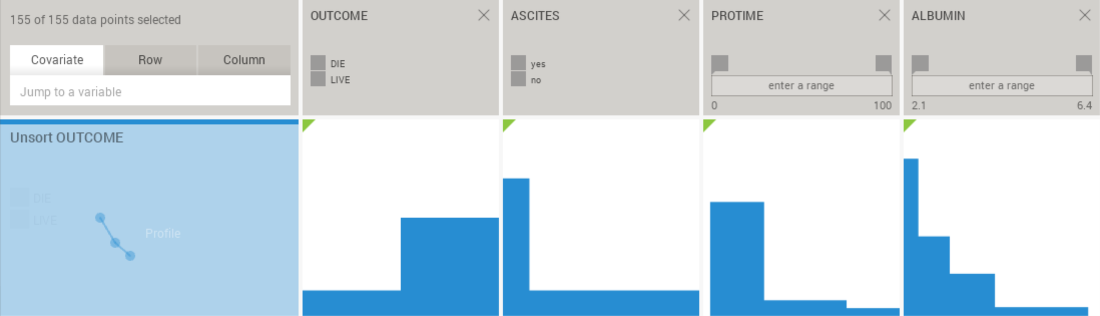 155 of 155 data points selected
Covariate
Row
Column
Jump to a variable
OUTCOME
DIE
LIVE
ASCITES
yes
no
PROTIME
enter a range
0 100
ALBUMIN
enter a range
2.1 6.4
Unsort OUTCOME
DIE
LIVE
Profile